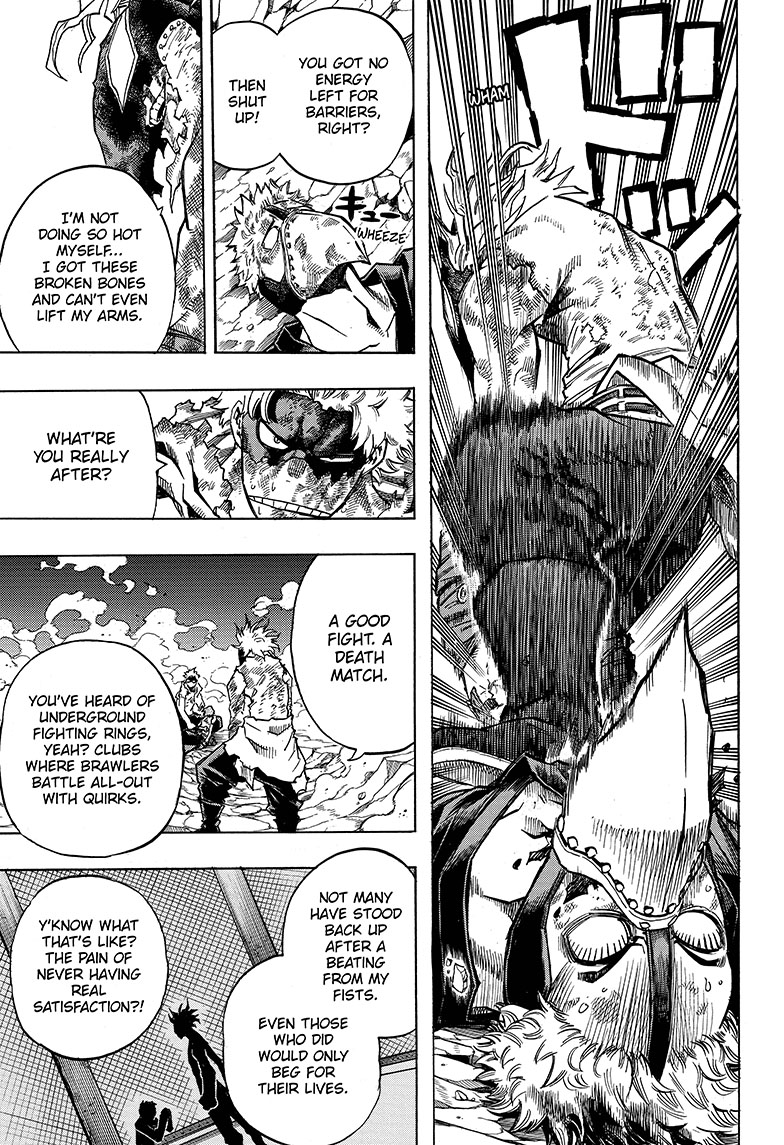 ドドドッ
WHAM
YOU GOT NO
ENERGY
LEFT FOR
BARRIERS,
RIGHT?
THEN
SHUT
UP!
キュー
WHEEZE
I'M NOT
DOING SO HOT
MYSELF...
I GOT THESE
BROKEN BONES
AND CAN'T EVEN
LIFT MY ARMS.
WHAT'RE
YOU REALLY
AFTER?
A GOOD
FIGHT. A
DEATH
MATCH.
YOU'VE HEARD OF
UNDERGROUND
FIGHTING RINGS,
YEAH? CLUBS
WHERE BRAWLERS
BATTLE ALL-OUT
WITH QUIRKS.
NOT MANY
HAVE STOOD
BACK UP
AFTER A
BEATING
FROM MY
FISTS.
EVEN THOSE
WHO DID
WOULD ONLY
BEG FOR
THEIR LIVES.
Y'KNOW WHAT
THAT'S LIKE?
THE PAIN OF
NEVER HAVING
REAL
SATISFACTION?!